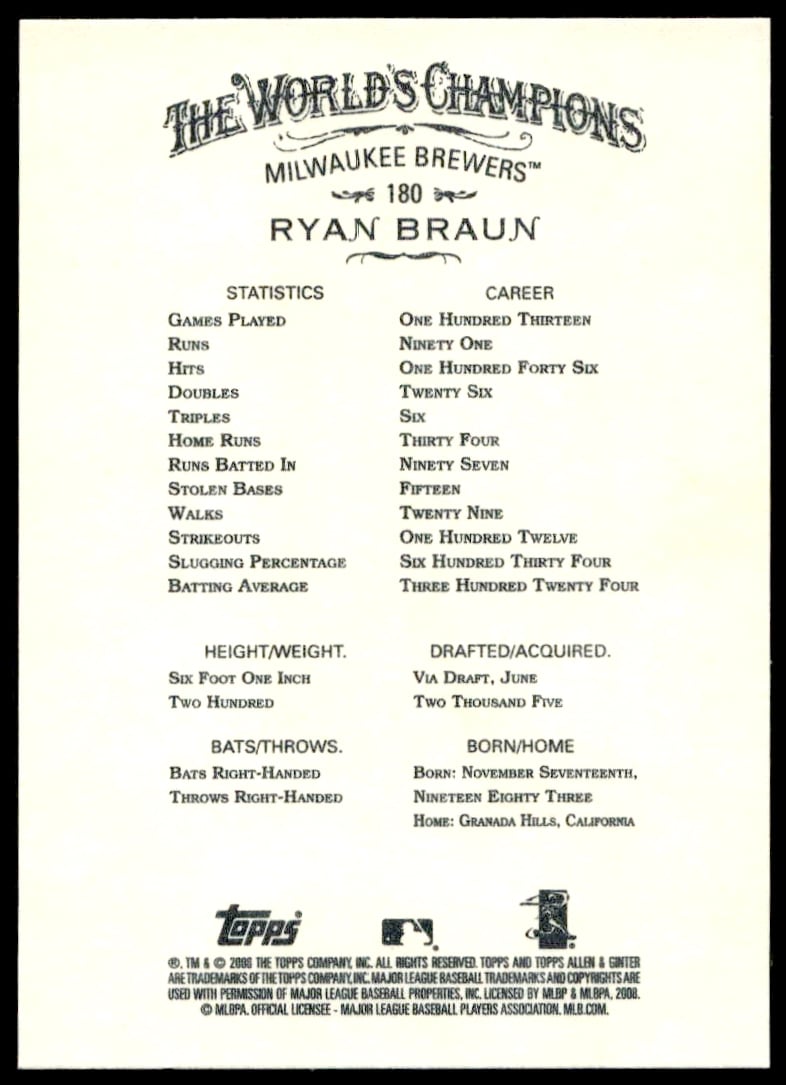 THE WORLD'S CHAMPIONS
MILWAUKEE BREWERS™
180
RYAN BRAUN
STATISTICS CAREER
GAMES PLAYED ONE HUNDRED THIRTEEN
RUNS NINETY ONE
HITS ONE HUNDRED FORTY SIX
DOUBLES TWENTY SIX
TRIPLES SIX
HOME RUNS THIRTY FOUR
RUNS BATTED IN NINETY SEVEN
STOLEN BASES FIFTEEN
WALKS TWENTY NINE
STRIKEOUTS ONE HUNDRED TWELVE
SLUGGING PERCENTAGE SIX HUNDRED THIRTY FOUR
BATTING AVERAGE THREE HUNDRED TWENTY FOUR
HEIGHT/WEIGHT. DRAFTED/ACQUIRED.
SIX FOOT ONE INCH VIA DRAFT, JUNE
TWO HUNDRED TWO THOUSAND FIVE
BATS/THROWS. BORN/HOME
BATS RIGHT-HANDED BORN: NOVEMBER SEVENTEENTH,
THROWS RIGHT-HANDED NINETEEN EIGHTY THREE
HOME: GRANADA HILLS, CALIFORNIA
Topps
®, TM & © 2008 THE TOPPS COMPANY, INC. ALL RIGHTS RESERVED. TOPPS AND TOPPS ALLEN & GINTER
ARE TRADEMARKS OF THE TOPPS COMPANY, INC. MAJOR LEAGUE BASEBALL TRADEMARKS AND COPYRIGHTS ARE
USED WITH PERMISSION OF MAJOR LEAGUE BASEBALL PROPERTIES, INC. LICENSED BY MLBP & MLBPA, 2008.
© MLBPA. OFFICIAL LICENSEE - MAJOR LEAGUE BASEBALL PLAYERS ASSOCIATION. MLB.COM.